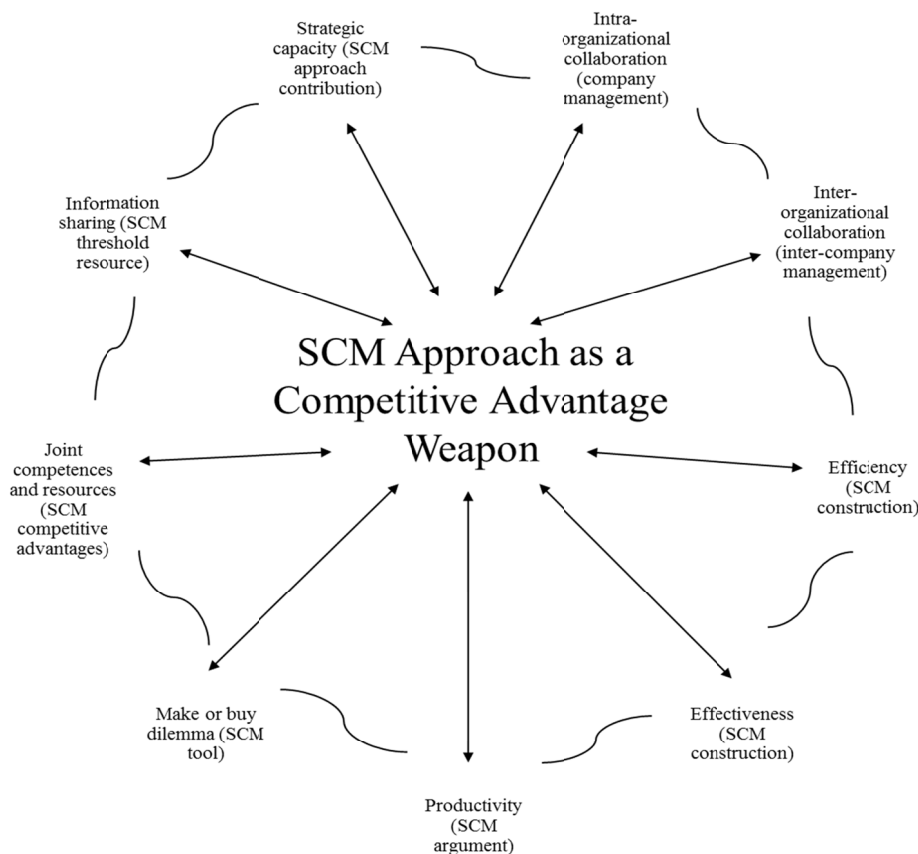 Strategic
capacity (SCM
approach
contribution)
Intra-
organizational
collaboration
(company
management)
Inter-
organizational
collaboration
(inter-company
management)
Information
sharing (SCM
threshold
resource)
SCM Approach as a
Competitive Advantage
Weapon
Joint
competences
and resources
(SCM
competitive
advantages)
Efficiency
(SCM
construction)
Make or buy
dilemma (SCM
tool)
Effectiveness
(SCM
construction)
Productivity
(SCM
argument)